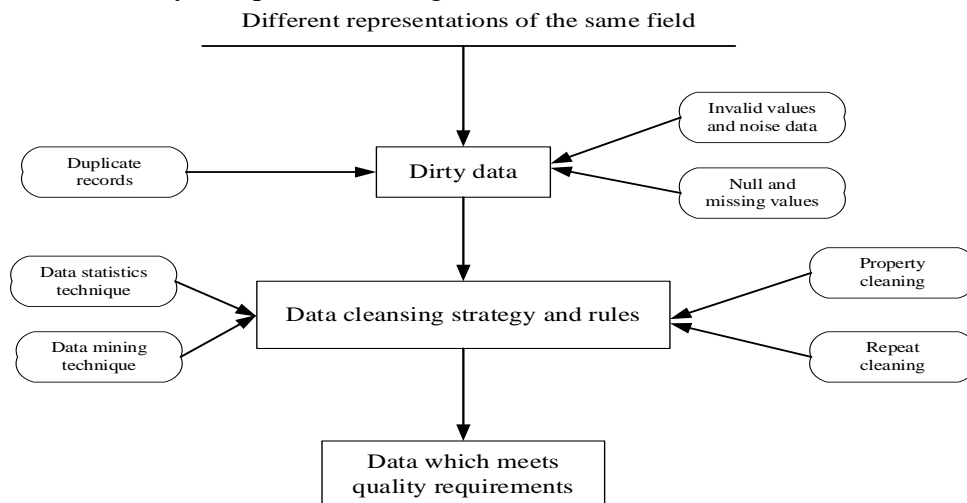 Different representations of the same field
Invalid values
and noise data
Duplicate
records
Dirty data
Null and
missing values
Data statistics
technique
Property
cleaning
Data cleansing strategy and rules
Data mining
technique
Repeat
cleaning
Data which meets
quality requirements